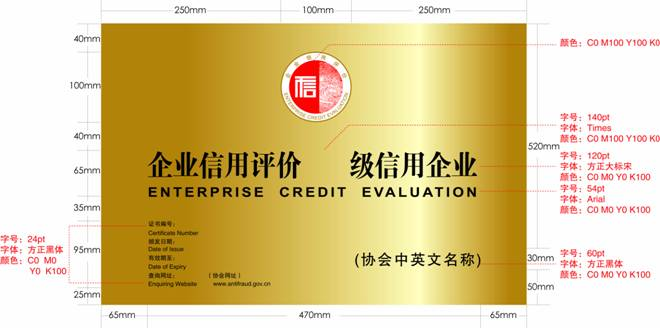 250mm 100mm 250mm
40mm
颜色：C0 M100 Y100 K0
企业信用评价
ENTERPRISE CREDIT EVALUATION
信
100mm
字号：140pt
字体：Times
颜色：C0 M100 Y100 K0
40mm
520mm
字号：120pt
字体：方正大标宋
颜色：C0 M0 Y0 K100
65mm
企业信用评价 级信用企业
ENTERPRISE CREDIT EVALUATION
字号：54pt
字体：Arial
颜色：C0 M0 Y0 K100
35mm
字号：24pt
字体：方正黑体
颜色：C0 M0
Y0 K100
95mm
证书编号：
Certificate Number
颁发日期：
Date of Issue
有效期至：
Date of Expiry
查询网址： （协会网址）
Enquiring Website www.antifraud.gov.cn
(协会中英文名称)
30mm
字号：60pt
字体：方正黑体
颜色：C0 M0 Y0 K100
50mm
25mm
65mm 470mm 65mm